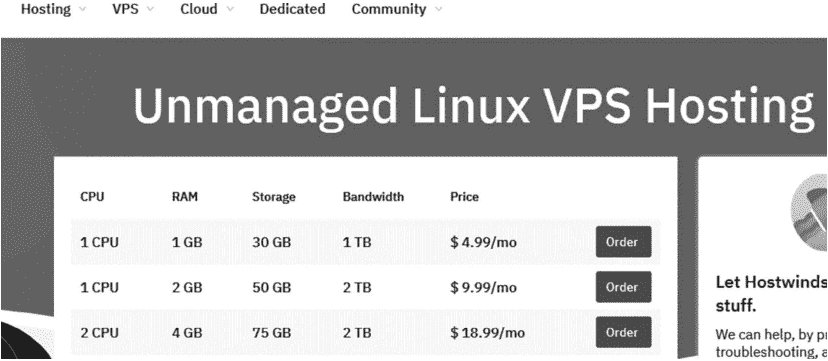 Hosting VPS Cloud Dedicated Community
Unmanaged Linux VPS Hosting
CPU RAM Storage Bandwidth Price
1 CPU 1 GB 30 GB 1 TB $ 4.99/mo Order
1 CPU 2 GB 50 GB 2 TB $ 9.99/mo Order
2 CPU 4 GB 75 GB 2 TB $ 18.99/mo Order
Let Hostwinds
stuff.
We can help, by
troubleshooting,